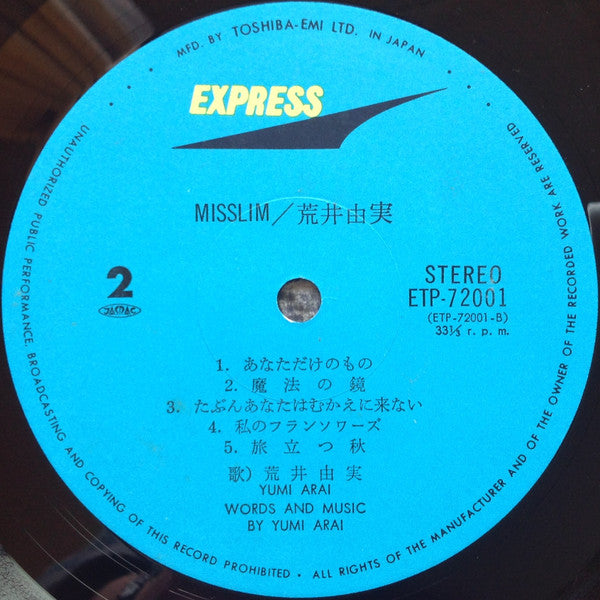 MFD. BY TOSHIBA-EMI LTD. IN JAPAN
EXPRESS
MISSLIM/荒井由実
2
JASRAC
STEREO
ETP-72001
(ETP-72001-B)
33⅓ r. p. m.
1. あなただけのもの
2. 魔法の鏡
3. たぶんあなたはむかえに来ない
4. 私のフランソワーズ
5. 旅立つ秋
歌) 荒井由実
YUMI ARAI
WORDS AND MUSIC
BY YUMI ARAI
UNAUTHORIZED PUBLIC PERFORMANCE, BROADCASTING AND COPYING OF THIS RECORD PROHIBITED • ALL RIGHTS OF THE MANUFACTURER AND OF THE OWNER OF THE RECORDED WORK ARE RESERVED